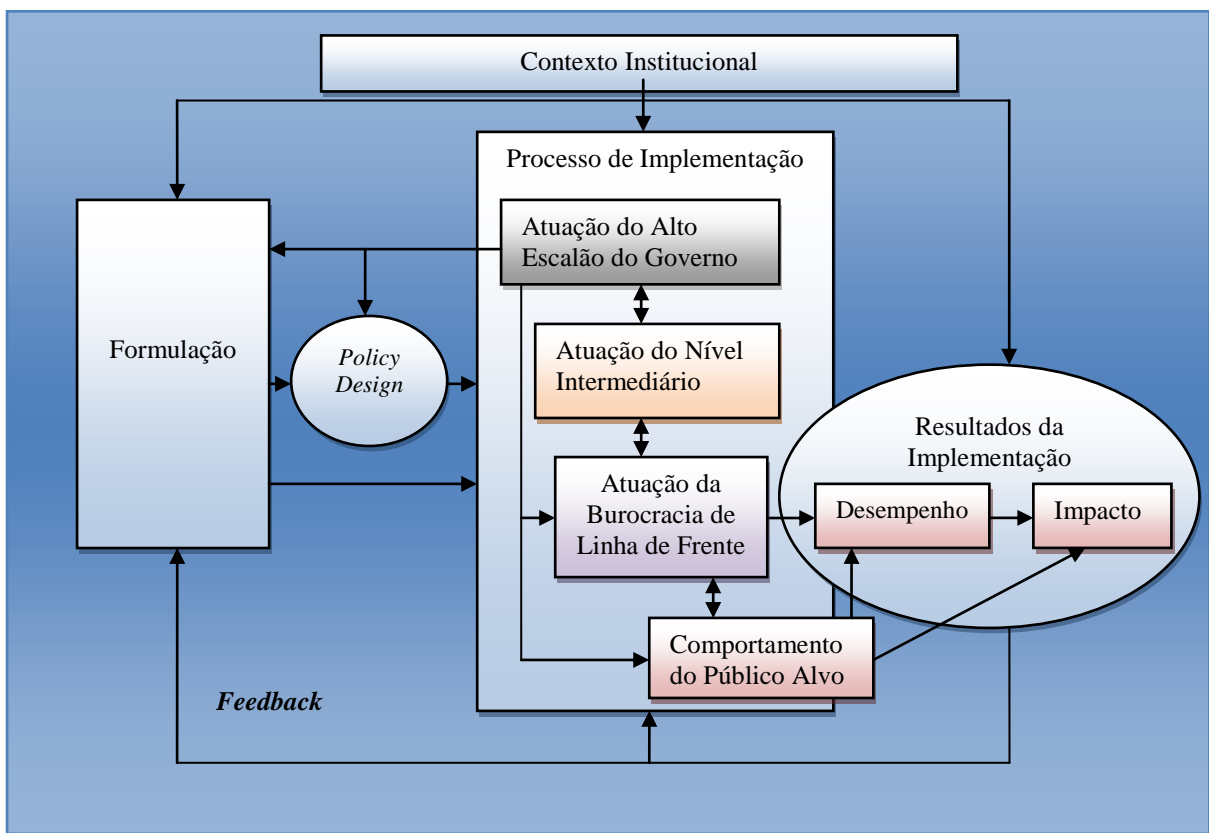 Contexto Institucional
Processo de Implementação
Atuação do Alto
Escalão do Governo
Formulação
Policy
Design
Atuação do Nível
Intermediário
Atuação da
Burocracia de
Linha de Frente
Resultados da
Implementação
Desempenho
Impacto
Comportamento
do Público Alvo
Feedback